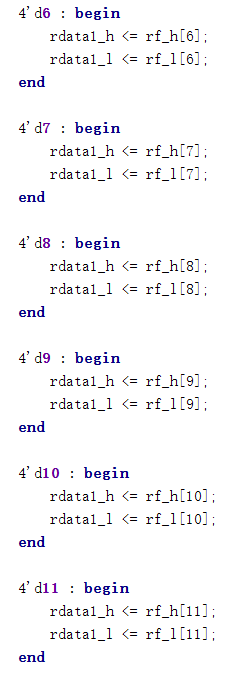 4'd6 : begin
rdata1_h <= rf_h[6];
rdata1_l <= rf_l[6];
end
4'd7 : begin
rdata1_h <= rf_h[7];
rdata1_l <= rf_l[7];
end
4'd8 : begin
rdata1_h <= rf_h[8];
rdata1_l <= rf_l[8];
end
4'd9 : begin
rdata1_h <= rf_h[9];
rdata1_l <= rf_l[9];
end
4'd10 : begin
rdata1_h <= rf_h[10];
rdata1_l <= rf_l[10];
end
4'd11 : begin
rdata1_h <= rf_h[11];
rdata1_l <= rf_l[11];
end